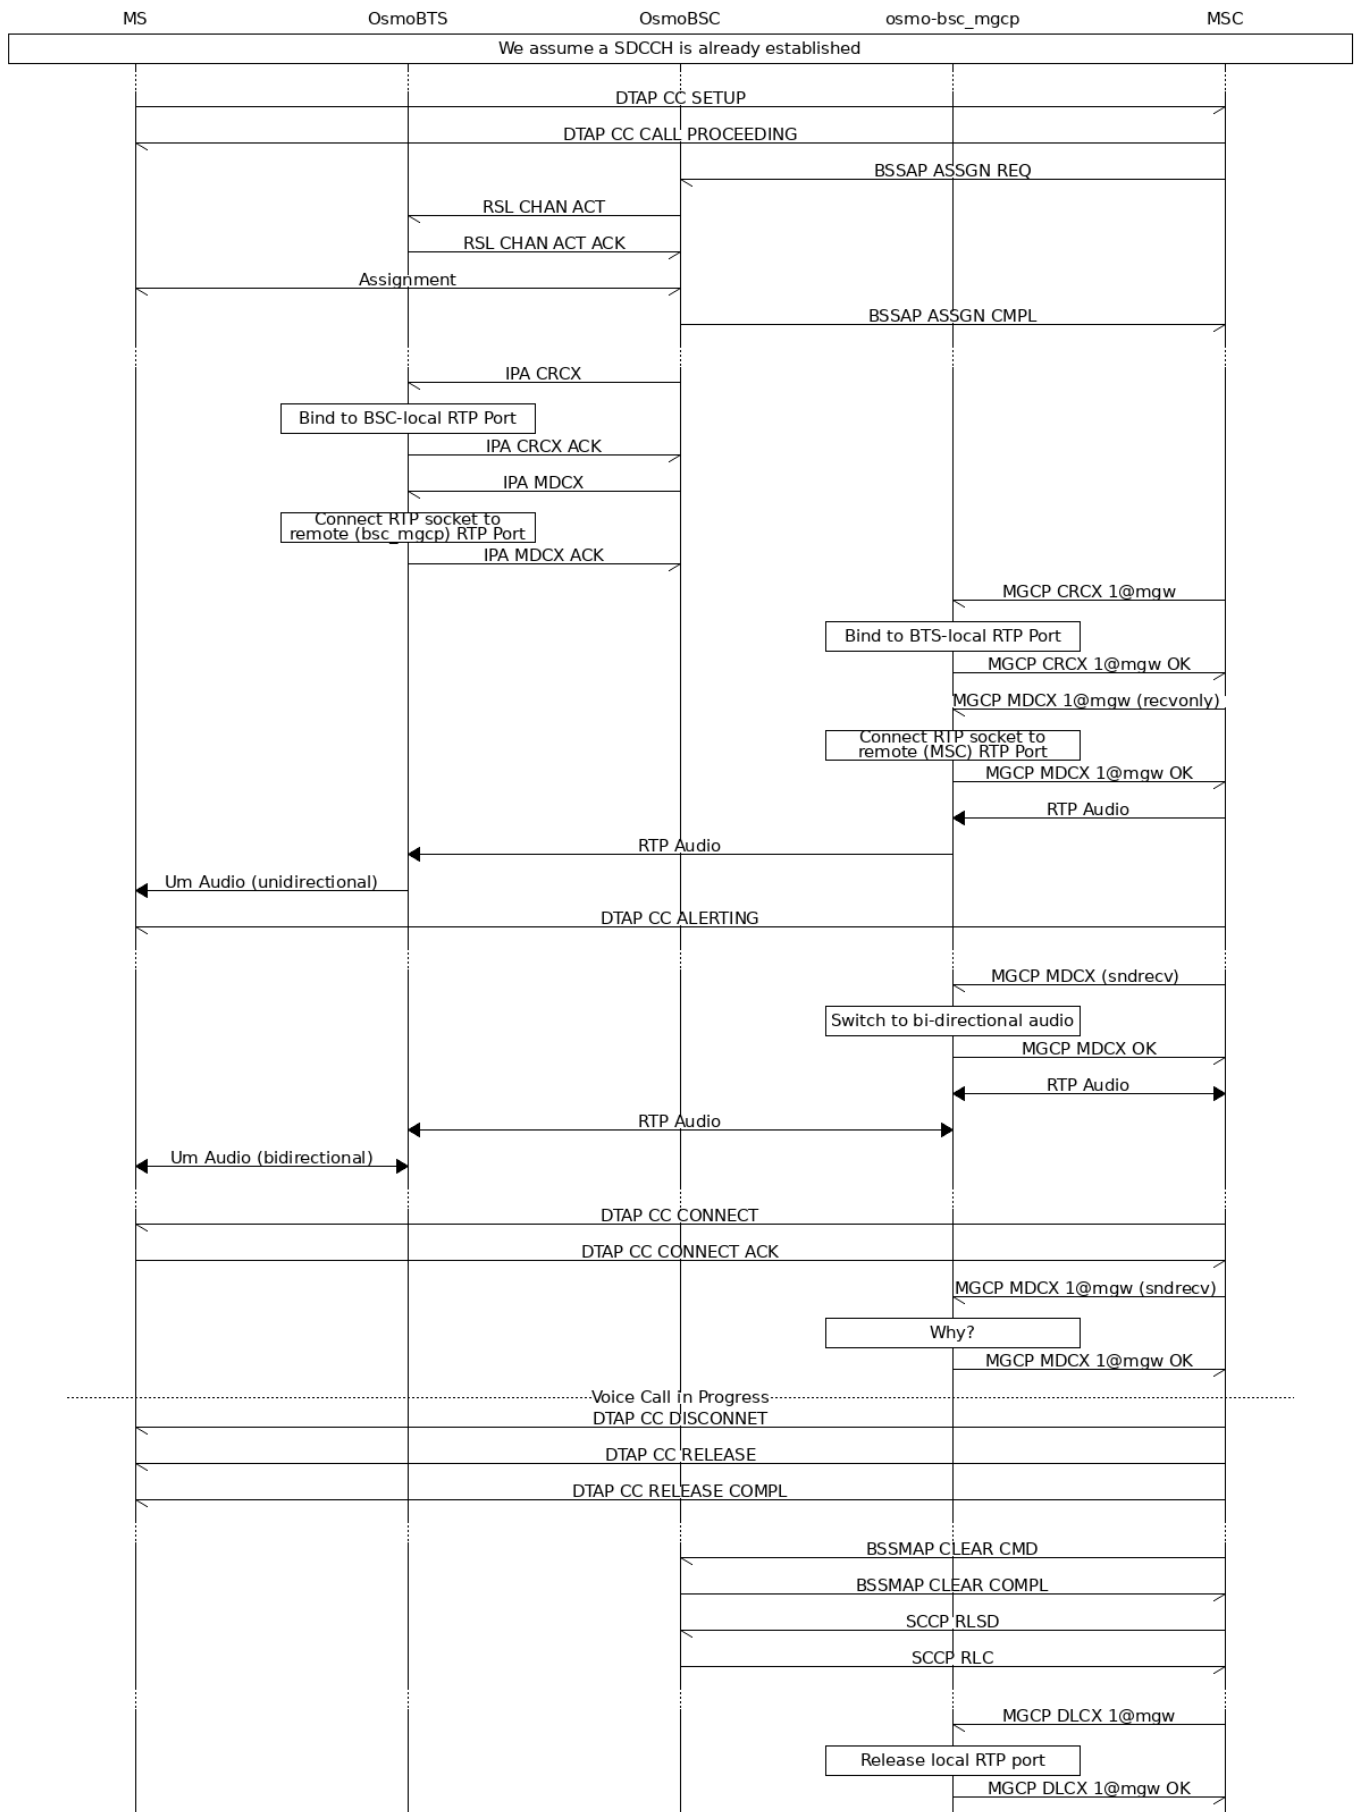 MS OsmoBTS OsmoBSC osmo-bsc_mgcp MSC
We assume a SDCCH is already established
DTAP CC SETUP
DTAP CC CALL PROCEEDING
BSSAP ASSGN REQ
RSL CHAN ACT
RSL CHAN ACT ACK
Assignment
BSSAP ASSGN CMPL
IPA CRCX
Bind to BSC-local RTP Port
IPA CRCX ACK
IPA MDCX
Connect RTP socket to
remote (bsc_mgcp) RTP Port
IPA MDCX ACK
MGCP CRCX 1@mgw
Bind to BTS-local RTP Port
MGCP CRCX 1@mgw OK
MGCP MDCX 1@mgw (recvonly)
Connect RTP socket to
remote (MSC) RTP Port
MGCP MDCX 1@mgw OK
RTP Audio
RTP Audio
Um Audio (unidirectional)
DTAP CC ALERTING
MGCP MDCX (sndrecv)
Switch to bi-directional audio
MGCP MDCX OK
RTP Audio
RTP Audio
Um Audio (bidirectional)
DTAP CC CONNECT
DTAP CC CONNECT ACK
MGCP MDCX 1@mgw (sndrecv)
Why?
MGCP MDCX 1@mgw OK
Voice Call in Progress
DTAP CC DISCONNET
DTAP CC RELEASE
DTAP CC RELEASE COMPL
BSSMAP CLEAR CMD
BSSMAP CLEAR COMPL
SCCP RLSD
SCCP RLC
MGCP DLCX 1@mgw
Release local RTP port
MGCP DLCX 1@mgw OK